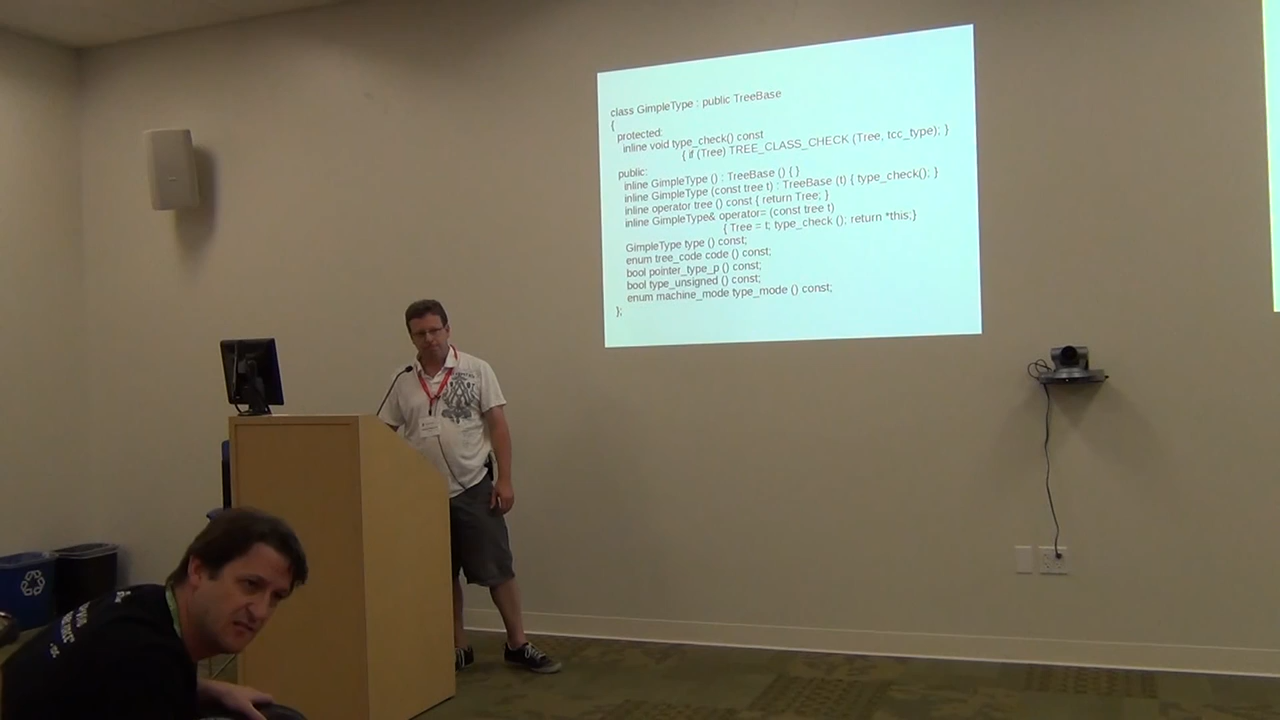 class GimpleType : public TreeBase
{
protected:
inline void type_check() const
{ if (Tree) TREE_CLASS_CHECK (Tree, tcc_type); }
public:
inline GimpleType () : TreeBase () { }
inline GimpleType (const tree t) : TreeBase (t) { type_check(); }
inline operator tree () const { return Tree; }
inline GimpleType& operator= (const tree t)
{ Tree = t; type_check (); return *this;}
GimpleType type () const;
enum tree_code code () const;
bool pointer_type_p () const;
bool type_unsigned () const;
enum machine_mode type_mode () const;
};